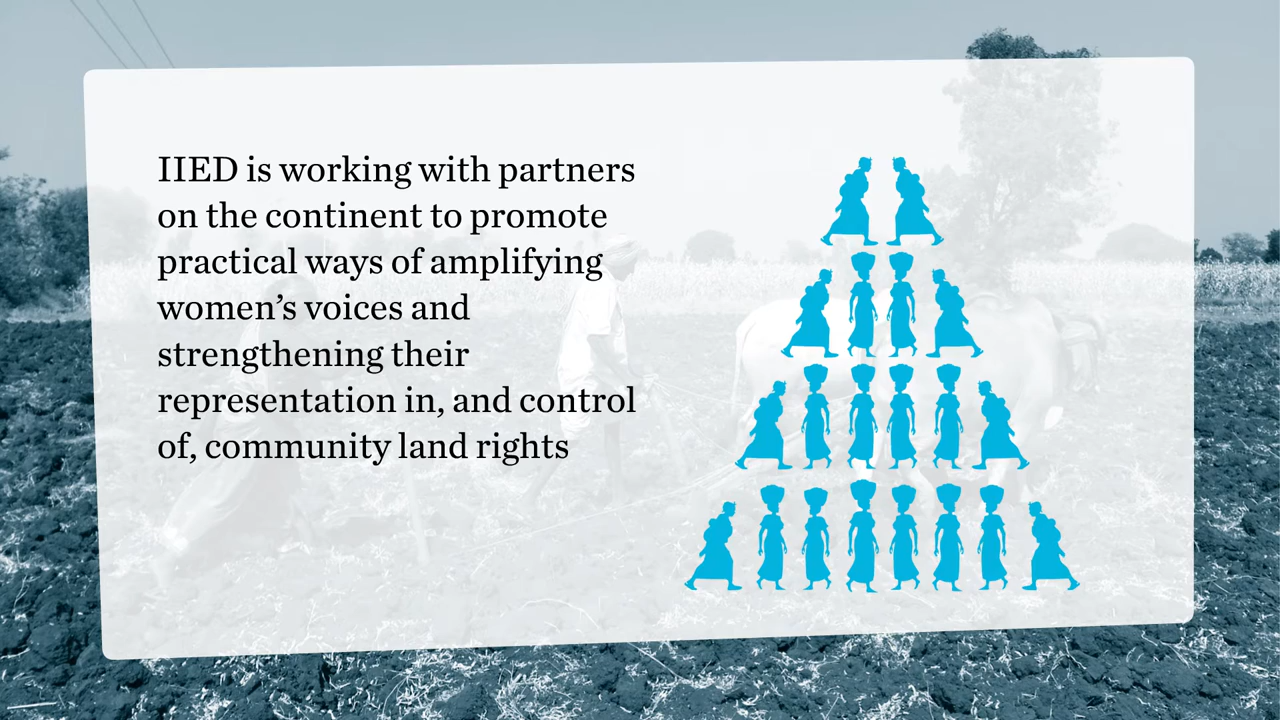 IIED is working with partners
on the continent to promote
practical ways of amplifying
women’s voices and
strengthening their
representation in, and control
of, community land rights